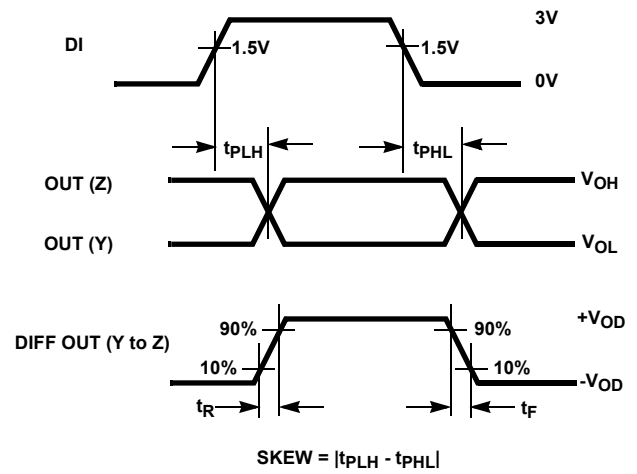 3V
DI
1.5V
1.5V
0V
tPLH
tPHL
OUT (Z)
VOH
OUT (Y)
VOL
+VOD
DIFF OUT (Y to Z)
90%
90%
10%
10%
-VOD
tR
tF
SKEW = |tPLH - tPHL|